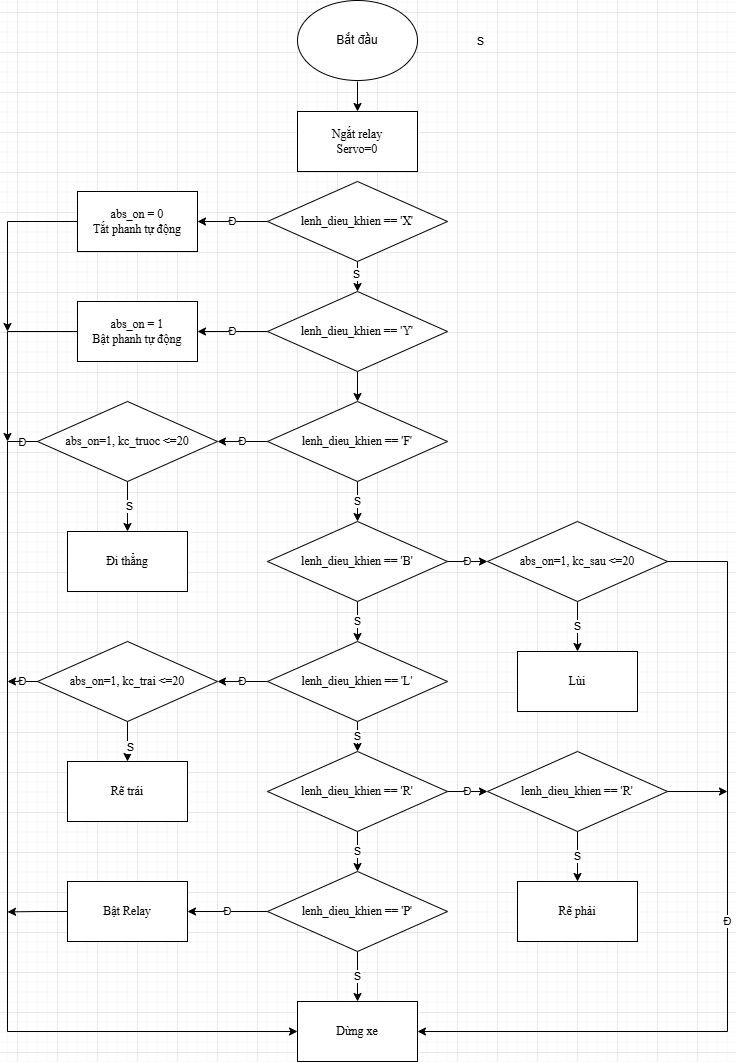 Bắt đầu
S
Ngắt relay
Servo=0
abs_on = 0
Tắt phanh tự động
Đ
lenh_dieu_khien == 'X'
S
abs_on = 1
Bật phanh tự động
Đ
lenh_dieu_khien == 'Y'
Đ
abs_on=1, kc_truoc <=20
Đ
lenh_dieu_khien == 'F'
S
S
Đi thẳng
lenh_dieu_khien == 'B'
Đ
abs_on=1, kc_sau <=20
S
S
Đ
abs_on=1, kc_trai <=20
Đ
lenh_dieu_khien == 'L'
Lùi
S
S
Rẽ trái
lenh_dieu_khien == 'R'
Đ
lenh_dieu_khien == 'R'
S
S
Bật Relay
Đ
lenh_dieu_khien == 'P'
Rẽ phải
Đ
S
Dừng xe